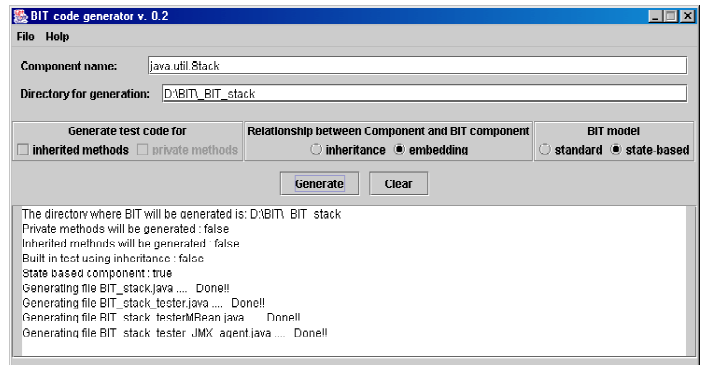 BIT code generator v. 0.2
File Help
Component name: java.util.Stack
Directory for generation: D:\BIT\_BIT_stack
Generate test code for Relationship between Component and BIT component BIT model
inherited methods private methods inheritance embedding standard state-based
Generate Clear
The directory where BIT will be generated is: D:\BIT\_BIT_stack
Private methods will be generated : false
Inherited methods will be generated : false
Built in test using inheritance : false
State based component : true
Generating file BIT_stack.java .... Done!!
Generating file BIT_stack_tester.java .... Done!!
Generating file BIT_stack_testerMBean.java .... Done!!
Generating file BIT_stack_tester_JMX_agent.java .... Done!!